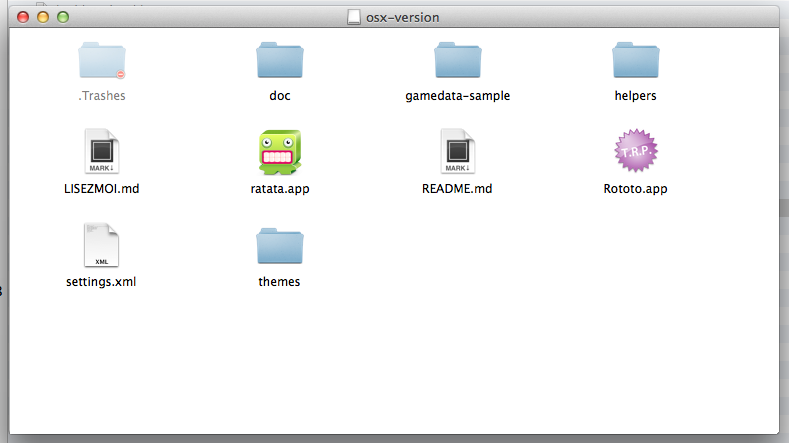 osx-version
.Trashes
doc
gamedata-sample
helpers
MARK↓
MARK↓
T.R.P.
LISEZMOI.md
ratata.app
README.md
Rototo.app
XML
settings.xml
themes